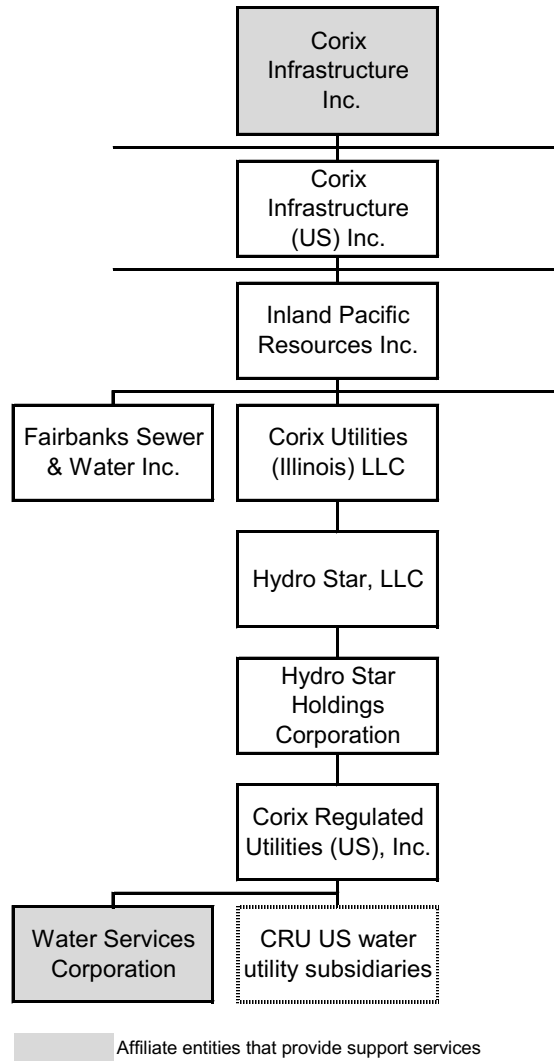 Corix
Infrastructure
Inc.
Corix
Infrastructure
(US) Inc.
Inland Pacific
Resources Inc.
Fairbanks Sewer
& Water Inc.
Corix Utilities
(Illinois) LLC
Hydro Star, LLC
Hydro Star
Holdings
Corporation
Corix Regulated
Utilities (US), Inc.
Water Services
Corporation
CRU US water
utility subsidiaries
Affiliate entities that provide support services